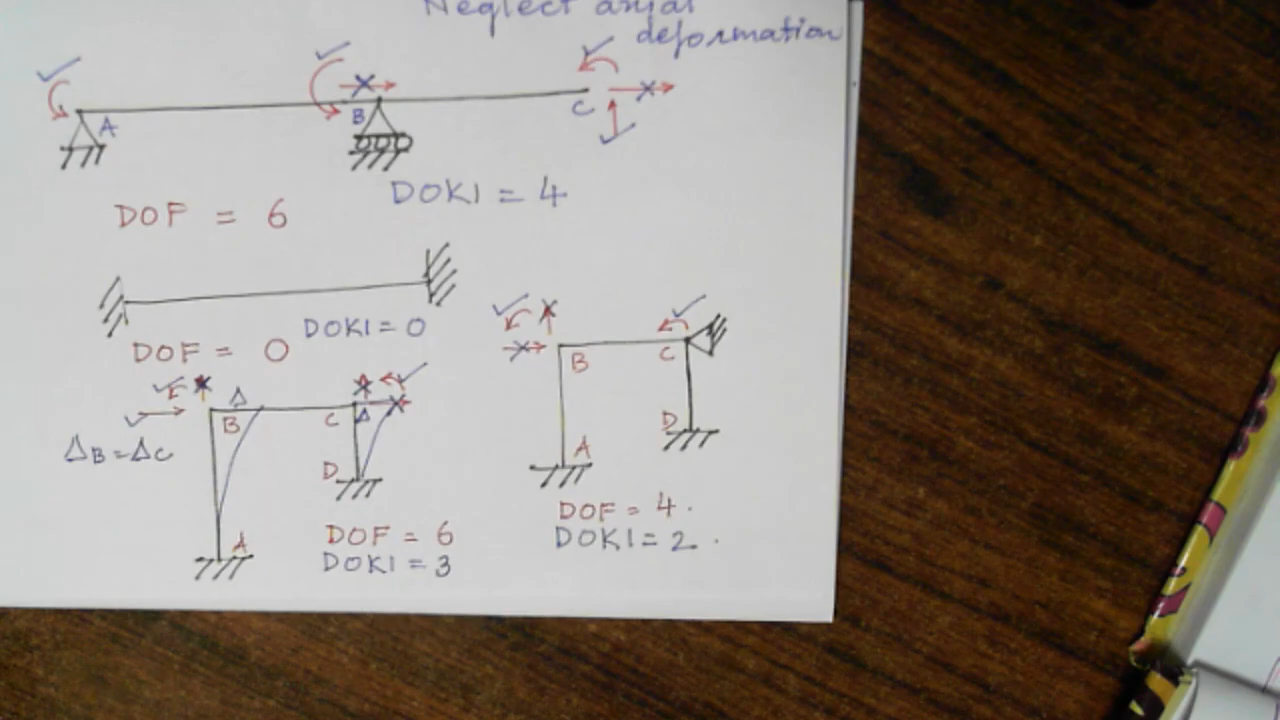 Neglect axial
deformation
A
B
C
DOF = 6
DOKI = 4
DOKI = 0
DOF = 0
Δ
B
C
Δ
ΔB = ΔC
D
A
DOF = 6
DOKI = 3
B
C
D
A
DOF = 4.
DOKI = 2.